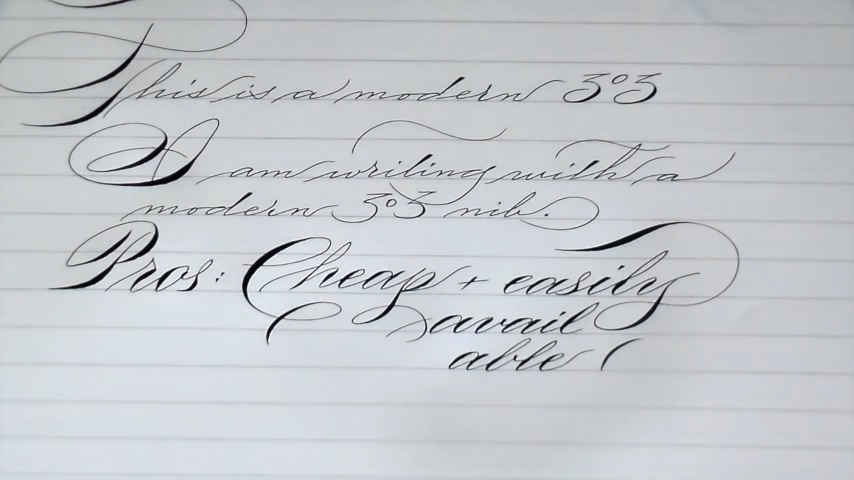 This is a modern 303
I am writing with a
modern 303 nib.
Pros: Cheap + easily
avail
able (